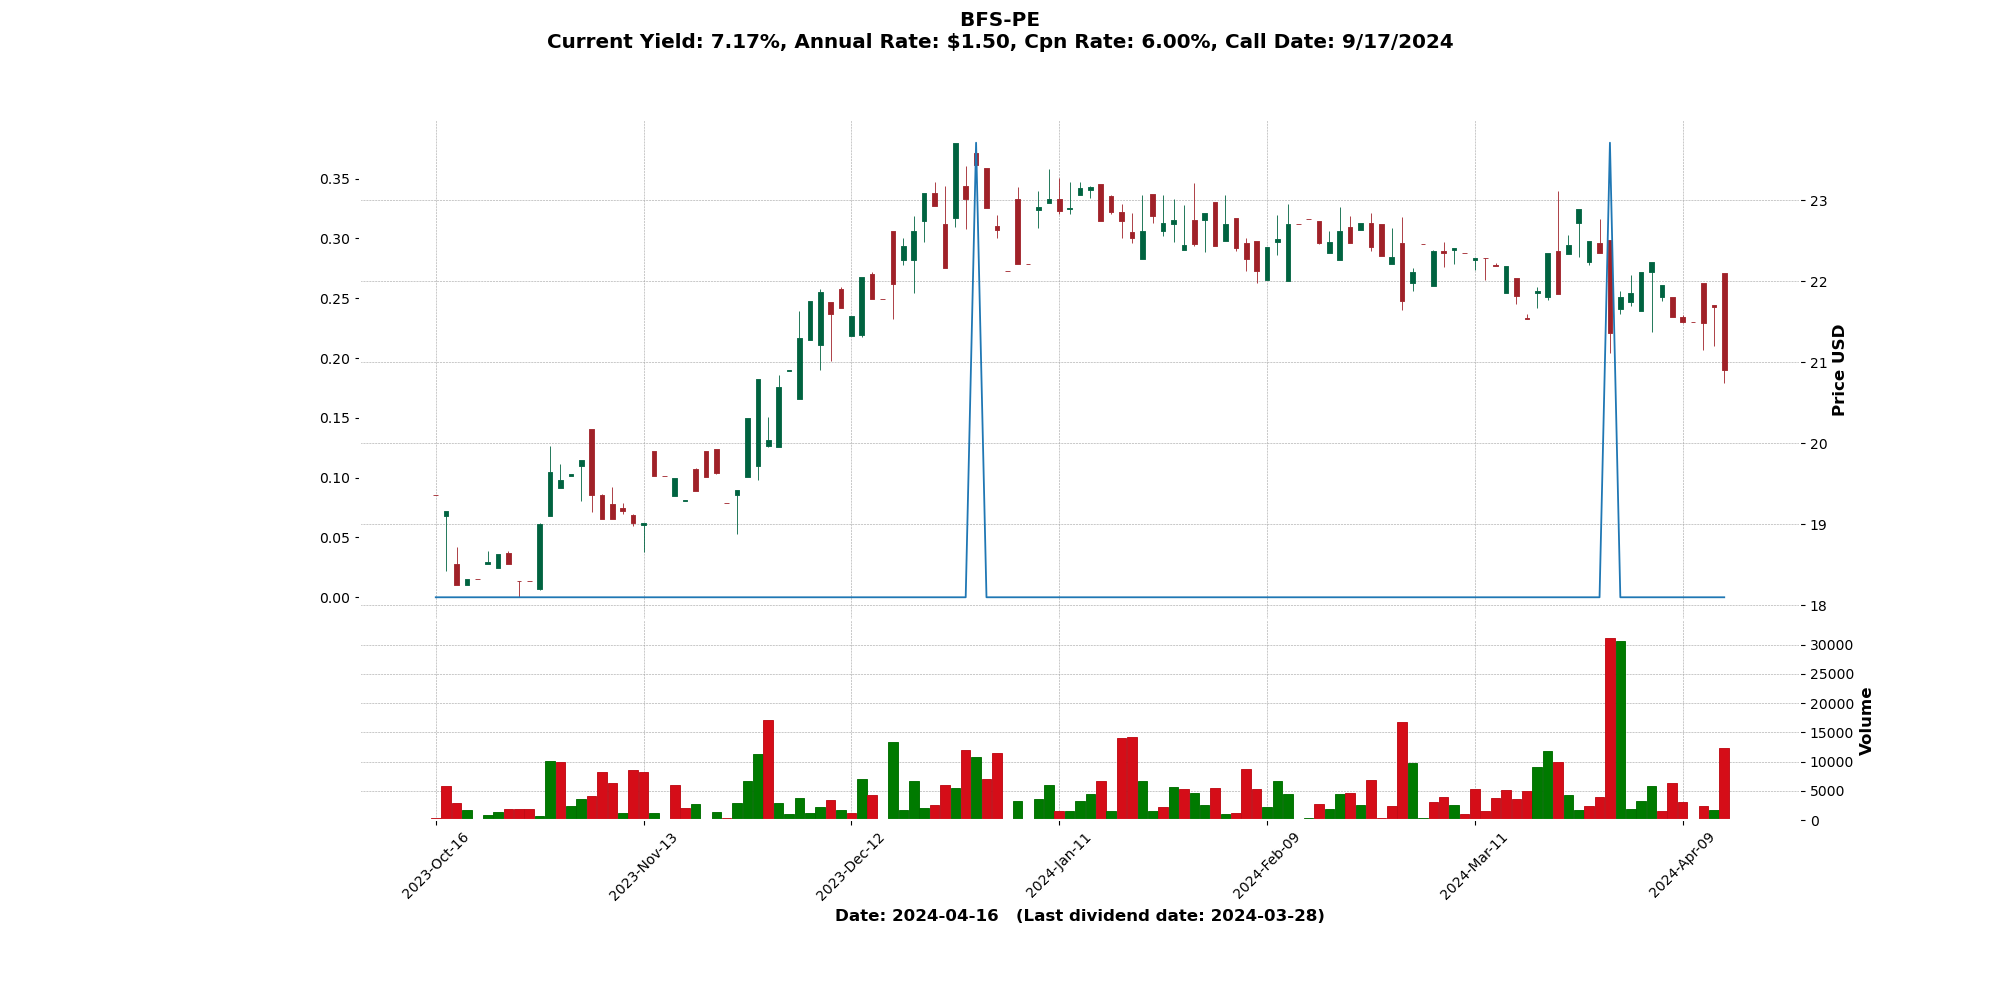 BFS-PE
Current Yield: 7.17%, Annual Rate: $1.50, Cpn Rate: 6.00%, Call Date: 9/17/2024
0.35
0.30
0.25
0.20
0.15
0.10
0.05
0.00
23
22
21
20
19
18
Price USD
30000
25000
20000
15000
10000
5000
0
Volume
2023-Oct-16
2023-Nov-13
2023-Dec-12
2024-Jan-11
2024-Feb-09
2024-Mar-11
2024-Apr-09
Date: 2024-04-16 (Last dividend date: 2024-03-28)